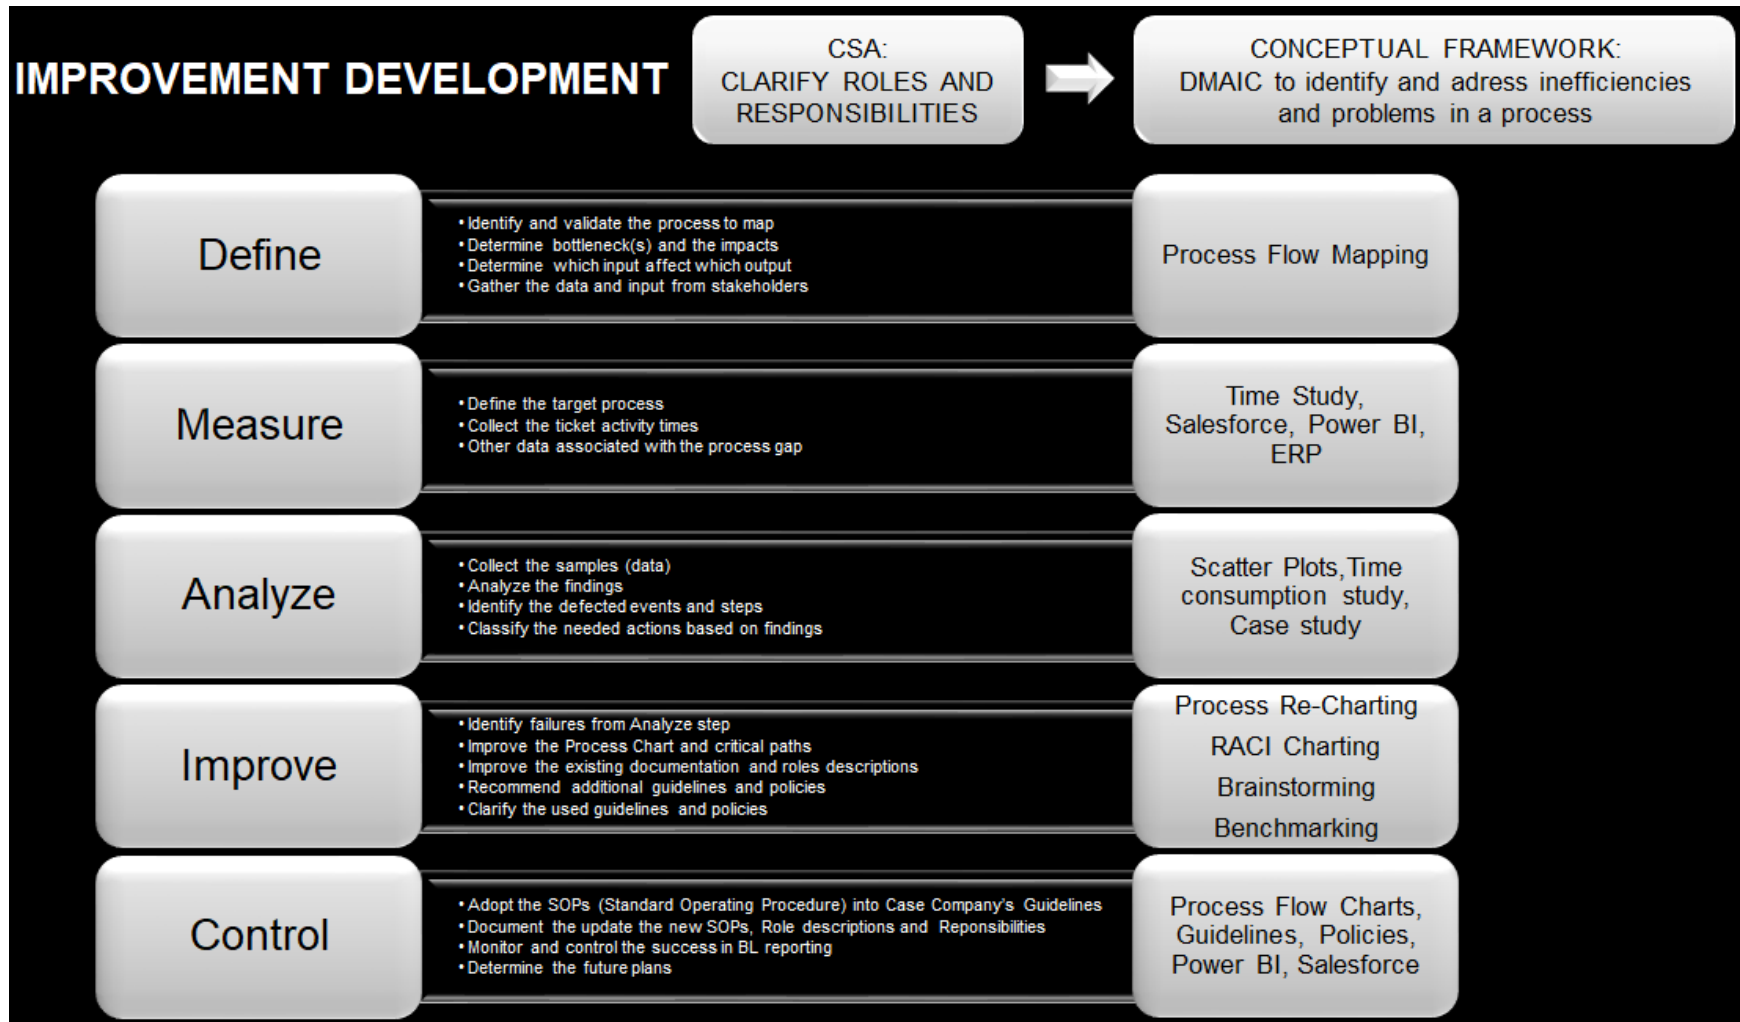 IMPROVEMENT DEVELOPMENT
CSA:
CLARIFY ROLES AND
RESPONSIBILITIES
CONCEPTUAL FRAMEWORK:
DMAIC to identify and adress inefficiencies
and problems in a process
Define
• Identify and validate the process to map
• Determine bottleneck(s) and the impacts
• Determine which input affect which output
• Gather the data and input from stakeholders
Process Flow Mapping
Measure
• Define the target process
• Collect the ticket activity times
• Other data associated with the process gap
Time Study,
Salesforce, Power BI,
ERP
Analyze
• Collect the samples (data)
• Analyze the findings
• Identify the defected events and steps
• Classify the needed actions based on findings
Scatter Plots,Time
consumption study,
Case study
Improve
• Identify failures from Analyze step
• Improve the Process Chart and critical paths
• Improve the existing documentation and roles descriptions
• Recommend additional guidelines and policies
• Clarify the used guidelines and policies
Process Re-Charting
RACI Charting
Brainstorming
Benchmarking
Control
• Adopt the SOPs (Standard Operating Procedure) into Case Company's Guidelines
• Document the update the new SOPs, Role descriptions and Reponsibilities
• Monitor and control the success in BL reporting
• Determine the future plans
Process Flow Charts,
Guidelines, Policies,
Power BI, Salesforce